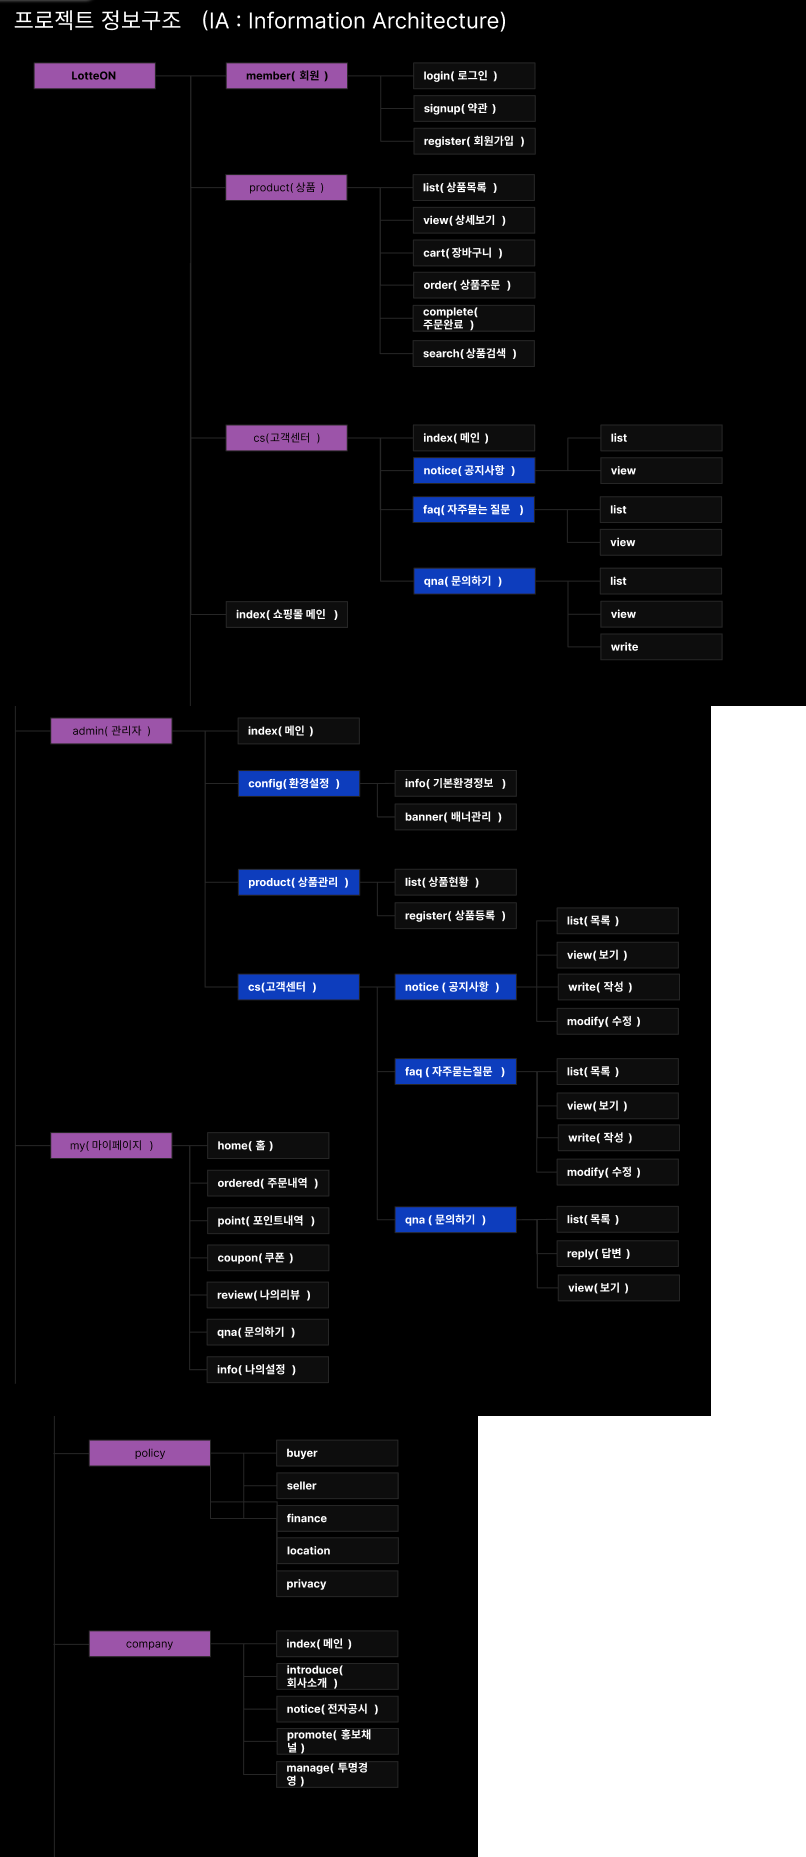 프로젝트 정보구조 (IA : Information Architecture)
LotteON
member( 회원 )
login( 로그인 )
signup( 약관 )
register( 회원가입 )
product( 상품 )
list( 상품목록 )
view( 상세보기 )
cart( 장바구니 )
order( 상품주문 )
complete(
주문완료 )
search( 상품검색 )
cs(고객센터 )
index( 메인 )
list
notice( 공지사항 )
view
faq( 자주묻는 질문 )
list
view
qna( 문의하기 )
list
index( 쇼핑몰 메인 )
view
write
admin( 관리자 )
index( 메인 )
config( 환경설정 )
info( 기본환경정보 )
banner( 배너관리 )
product( 상품관리 )
list( 상품현황 )
register( 상품등록 )
list( 목록 )
view( 보기 )
cs(고객센터 )
notice ( 공지사항 )
write( 작성 )
modify( 수정 )
faq ( 자주묻는질문 )
list( 목록 )
view( 보기 )
write( 작성 )
modify( 수정 )
my( 마이페이지 )
home( 홈 )
ordered( 주문내역 )
point( 포인트내역 )
qna ( 문의하기 )
list( 목록 )
reply( 답변 )
view( 보기 )
coupon( 쿠폰 )
review( 나의리뷰 )
qna( 문의하기 )
info( 나의설정 )
policy
buyer
seller
finance
location
privacy
company
index( 메인 )
introduce(
회사소개 )
notice( 전자공시 )
promote( 홍보채
널 )
manage( 투명경
영 )